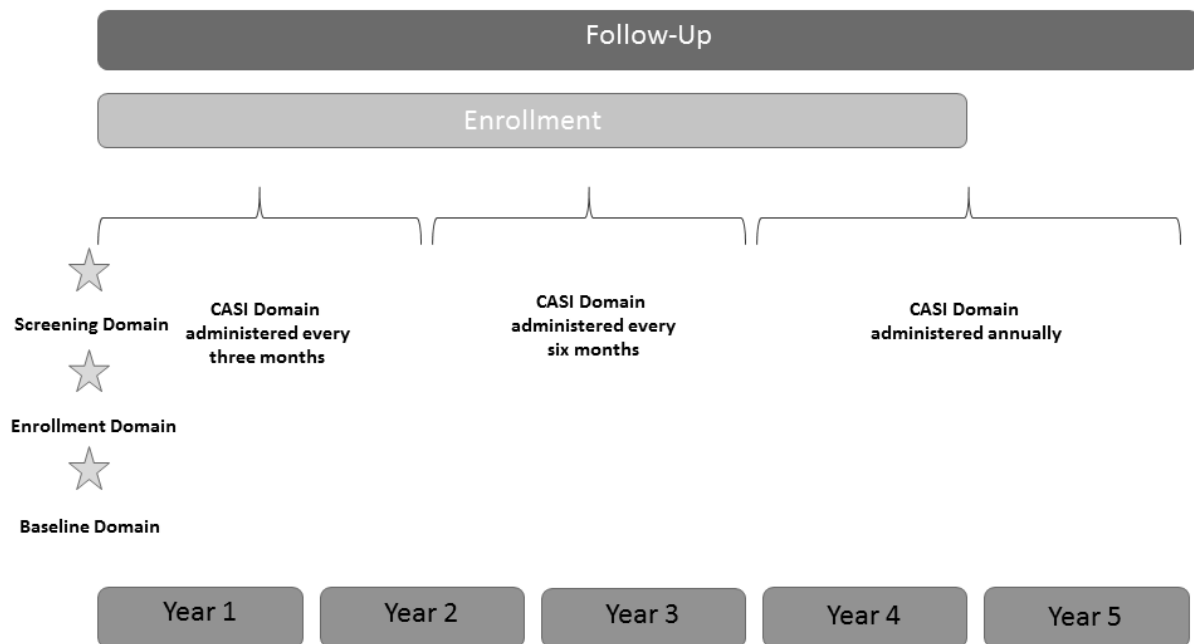 Follow-Up
Enrollment
Screening Domain
Enrollment Domain
Baseline Domain
CASI Domain
administered every
three months
CASI Domain
administered every
six months
CASI Domain
administered annually
Year 1
Year 2
Year 3
Year 4
Year 5